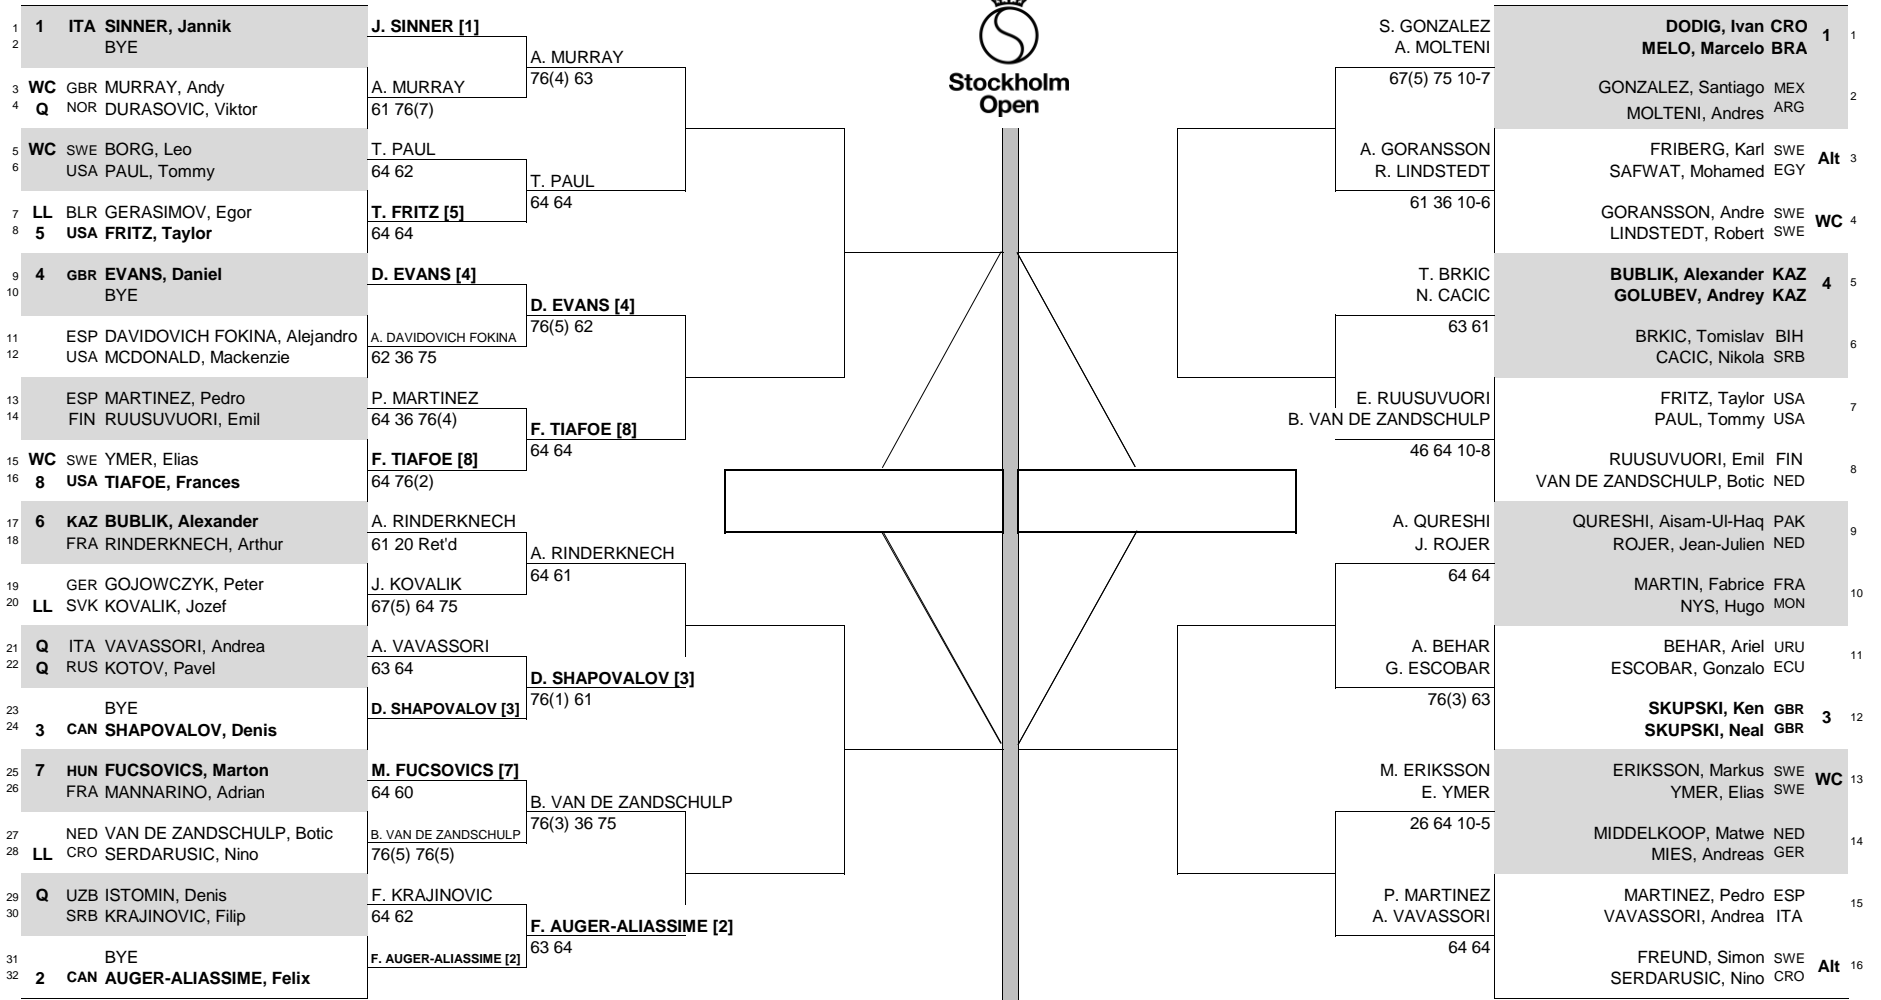 Stockholm
Open
1 1 ITA SINNER, Jannik
2 BYE
3 WC GBR MURRAY, Andy
4 Q NOR DURASOVIC, Viktor
5 WC SWE BORG, Leo
6 USA PAUL, Tommy
7 LL BLR GERASIMOV, Egor
8 5 USA FRITZ, Taylor
9 4 GBR EVANS, Daniel
10 BYE
11 ESP DAVIDOVICH FOKINA, Alejandro
12 USA MCDONALD, Mackenzie
13 ESP MARTINEZ, Pedro
14 FIN RUUSUVUORI, Emil
15 WC SWE YMER, Elias
16 8 USA TIAFOE, Frances
17 6 KAZ BUBLIK, Alexander
18 FRA RINDERKNECH, Arthur
19 GER GOJOWCZYK, Peter
20 LL SVK KOVALIK, Jozef
21 Q ITA VAVASSORI, Andrea
22 Q RUS KOTOV, Pavel
23 BYE
24 3 CAN SHAPOVALOV, Denis
25 7 HUN FUCSOVICS, Marton
26 FRA MANNARINO, Adrian
27 NED VAN DE ZANDSCHULP, Botic
28 LL CRO SERDARUSIC, Nino
29 Q UZB ISTOMIN, Denis
30 SRB KRAJINOVIC, Filip
31 BYE
32 2 CAN AUGER-ALIASSIME, Felix
J. SINNER [1]
A. MURRAY
61 76(7)
T. PAUL
64 62
T. FRITZ [5]
64 64
D. EVANS [4]
A. DAVIDOVICH FOKINA
62 36 75
P. MARTINEZ
64 36 76(4)
F. TIAFOE [8]
64 76(2)
A. RINDERKNECH
61 20 Ret'd
J. KOVALIK
67(5) 64 75
A. VAVASSORI
63 64
D. SHAPOVALOV [3]
M. FUCSOVICS [7]
64 60
B. VAN DE ZANDSCHULP
76(5) 76(5)
F. KRAJINOVIC
64 62
F. AUGER-ALIASSIME [2]
A. MURRAY
76(4) 63
T. PAUL
64 64
D. EVANS [4]
76(5) 62
F. TIAFOE [8]
64 64
A. RINDERKNECH
64 61
D. SHAPOVALOV [3]
76(1) 61
B. VAN DE ZANDSCHULP
76(3) 36 75
F. AUGER-ALIASSIME [2]
63 64
S. GONZALEZ
A. MOLTENI
67(5) 75 10-7
A. GORANSSON
R. LINDSTEDT
61 36 10-6
T. BRKIC
N. CACIC
63 61
E. RUUSUVUORI
B. VAN DE ZANDSCHULP
46 64 10-8
A. QURESHI
J. ROJER
64 64
A. BEHAR
G. ESCOBAR
76(3) 63
M. ERIKSSON
E. YMER
26 64 10-5
P. MARTINEZ
A. VAVASSORI
64 64
DODIG, Ivan CRO 1 1
MELO, Marcelo BRA
GONZALEZ, Santiago MEX 2
MOLTENI, Andres ARG
FRIBERG, Karl SWE Alt 3
SAFWAT, Mohamed EGY
GORANSSON, Andre SWE WC 4
LINDSTEDT, Robert SWE
BUBLIK, Alexander KAZ 4 5
GOLUBEV, Andrey KAZ
BRKIC, Tomislav BIH 6
CACIC, Nikola SRB
FRITZ, Taylor USA 7
PAUL, Tommy USA
RUUSUVUORI, Emil FIN 8
VAN DE ZANDSCHULP, Botic NED
QURESHI, Aisam-Ul-Haq PAK 9
ROJER, Jean-Julien NED
MARTIN, Fabrice FRA 10
NYS, Hugo MON
BEHAR, Ariel URU 11
ESCOBAR, Gonzalo ECU
SKUPSKI, Ken GBR 3 12
SKUPSKI, Neal GBR
ERIKSSON, Markus SWE WC 13
YMER, Elias SWE
MIDDELKOOP, Matwe NED 14
MIES, Andreas GER
MARTINEZ, Pedro ESP 15
VAVASSORI, Andrea ITA
FREUND, Simon SWE Alt 16
SERDARUSIC, Nino CRO